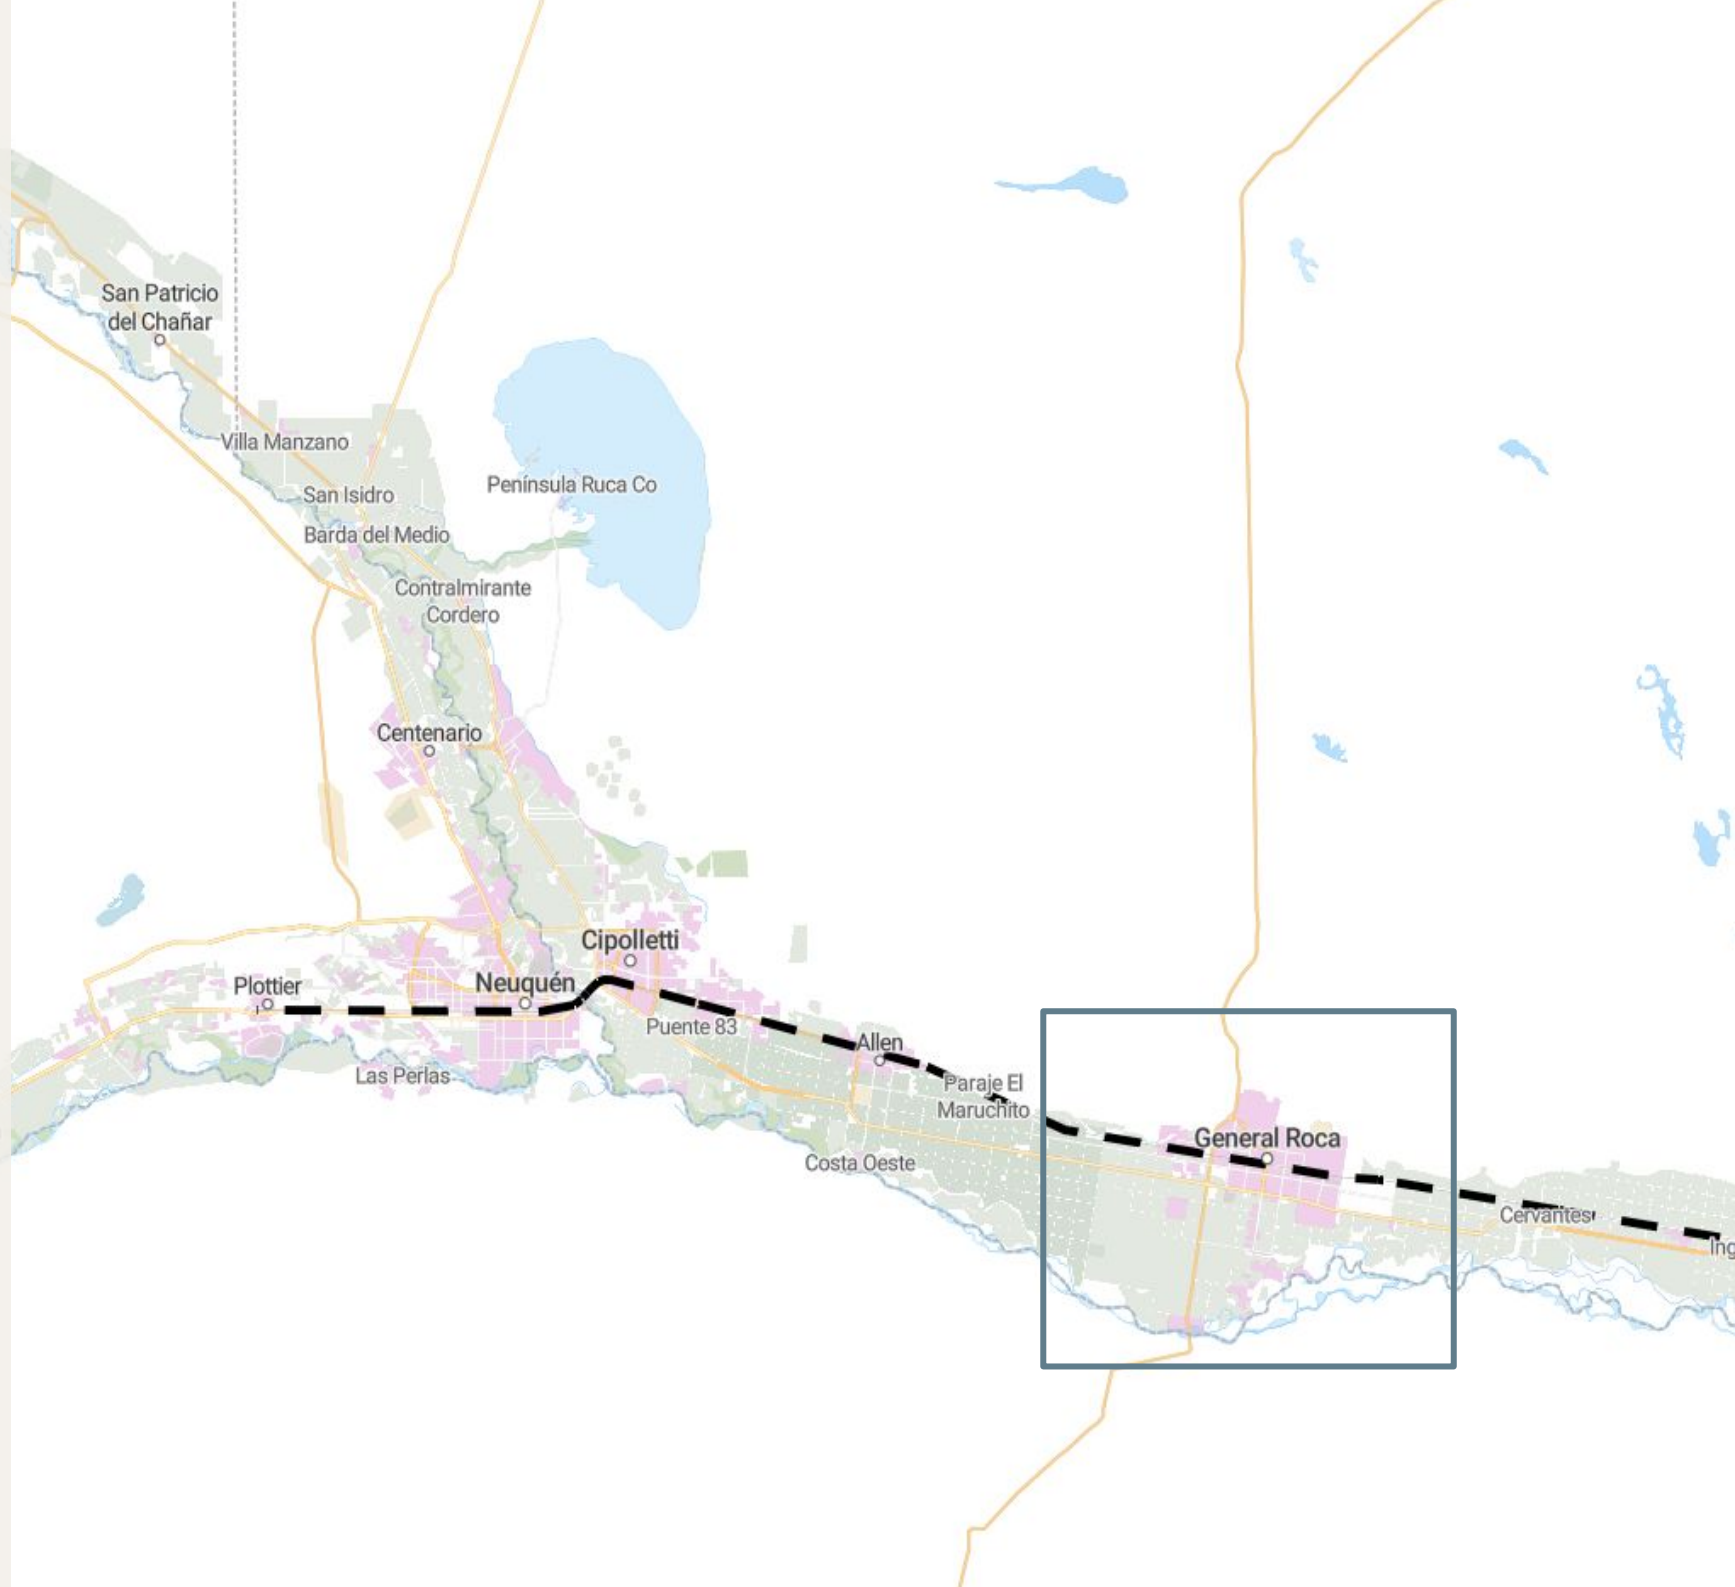 San Patricio
del Chañar
Villa Manzano
San Isidro
Península Ruca Co
Barda del Medio
Contralmirante
Cordero
Centenario
Cipolletti
Plottier
Neuquén
Puente 83
Allen
Las Perlas
Paraje El
Maruchito
General Roca
Costa Oeste
Cervantes
Ing